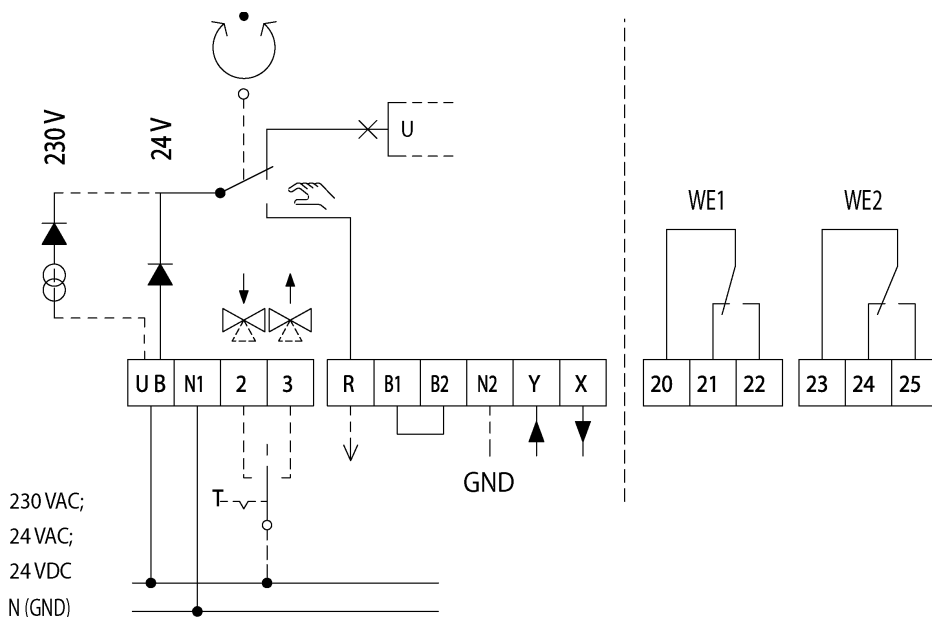 230 V
24 V
U
WE1
WE2
U B N1 2 3 R B1 B2 N2 Y X
20 21 22
23 24 25
GND
T
230 VAC;
24 VAC;
24 VDC
N (GND)